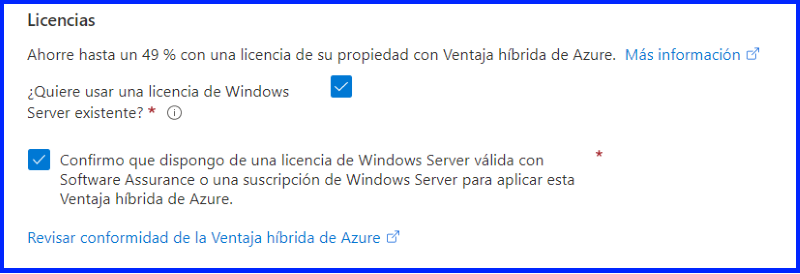 Licencias
Ahorre hasta un 49 % con una licencia de su propiedad con Ventaja híbrida de Azure. Más información
¿Quiere usar una licencia de Windows
Server existente? *
Confirmo que dispongo de una licencia de Windows Server válida con *
Software Assurance o una suscripción de Windows Server para aplicar esta
Ventaja híbrida de Azure.
Revisar conformidad de la Ventaja híbrida de Azure